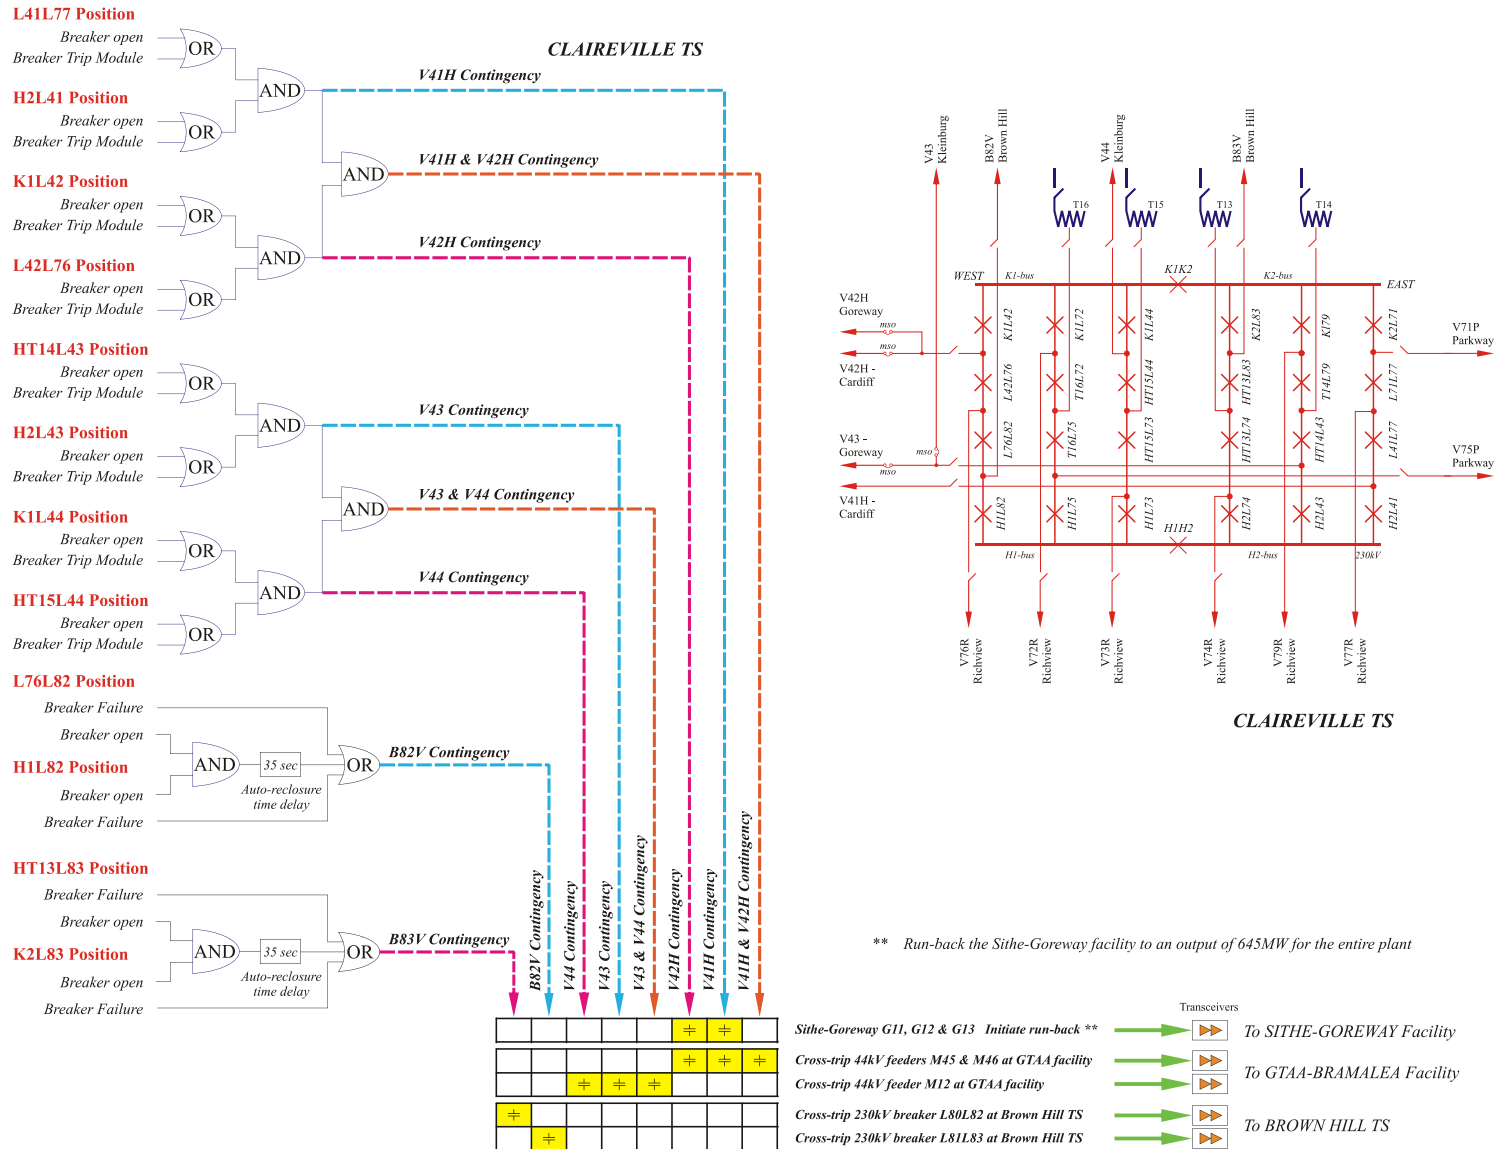 L41L77 Position
Breaker open
Breaker Trip Module
OR
AND
H2L41 Position
Breaker open
Breaker Trip Module
OR
K1L42 Position
Breaker open
Breaker Trip Module
OR
AND
L42L76 Position
Breaker open
Breaker Trip Module
OR
AND
HT14L43 Position
Breaker open
Breaker Trip Module
OR
AND
H2L43 Position
Breaker open
Breaker Trip Module
OR
K1L44 Position
Breaker open
Breaker Trip Module
OR
AND
HT15L44 Position
Breaker open
Breaker Trip Module
OR
AND
L76L82 Position
Breaker Failure
Breaker open
H1L82 Position
Breaker open
Breaker Failure
AND
35 sec
Auto-reclosure
time delay
OR
HT13L83 Position
Breaker Failure
Breaker open
K2L83 Position
Breaker open
Breaker Failure
AND
35 sec
Auto-reclosure
time delay
OR
CLAIREVILLE TS
V41H Contingency
V41H & V42H Contingency
V42H Contingency
V43 Contingency
V43 & V44 Contingency
V44 Contingency
B82V Contingency
B83V Contingency
B82V Contingency
V44 Contingency
V43 Contingency
V43 & V44 Contingency
V42H Contingency
V41H Contingency
V41H & V42H Contingency
V43
Kleinburg
B82V
Brown Hill
V44
Kleinburg
B83V
Brown Hill
T16
T15
T13
T14
WEST
K1-bus
K1K2
K2-bus
EAST
V42H
Goreway
mso
mso
V42H -
Cardiff
V43 -
Goreway
mso
mso
V41H -
Cardiff
V71P
Parkway
V75P
Parkway
K1L42
K1L72
K1L44
K2L83
Kl79
K2L71
L42L76
T16L72
HT15L44
HT13L83
T14L79
L71L77
L76L82
T16L75
HT15L73
HT13L74
HT14L43
L41L77
H1L82
H1L75
H1L73
H2L74
H2L43
H2L41
H1-bus
H1H2
H2-bus
230kV
V76R
Richview
V72R
Richview
V73R
Richview
V74R
Richview
V79R
Richview
V77R
Richview
CLAIREVILLE TS
** Run-back the Sithe-Goreway facility to an output of 645MW for the entire plant
Transceivers
Sithe-Goreway G11, G12 & G13 Initiate run-back **
To SITHE-GOREWAY Facility
Cross-trip 44kV feeders M45 & M46 at GTAA facility
Cross-trip 44kV feeder M12 at GTAA facility
To GTAA-BRAMALEA Facility
Cross-trip 230kV breaker L80L82 at Brown Hill TS
Cross-trip 230kV breaker L81L83 at Brown Hill TS
To BROWN HILL TS